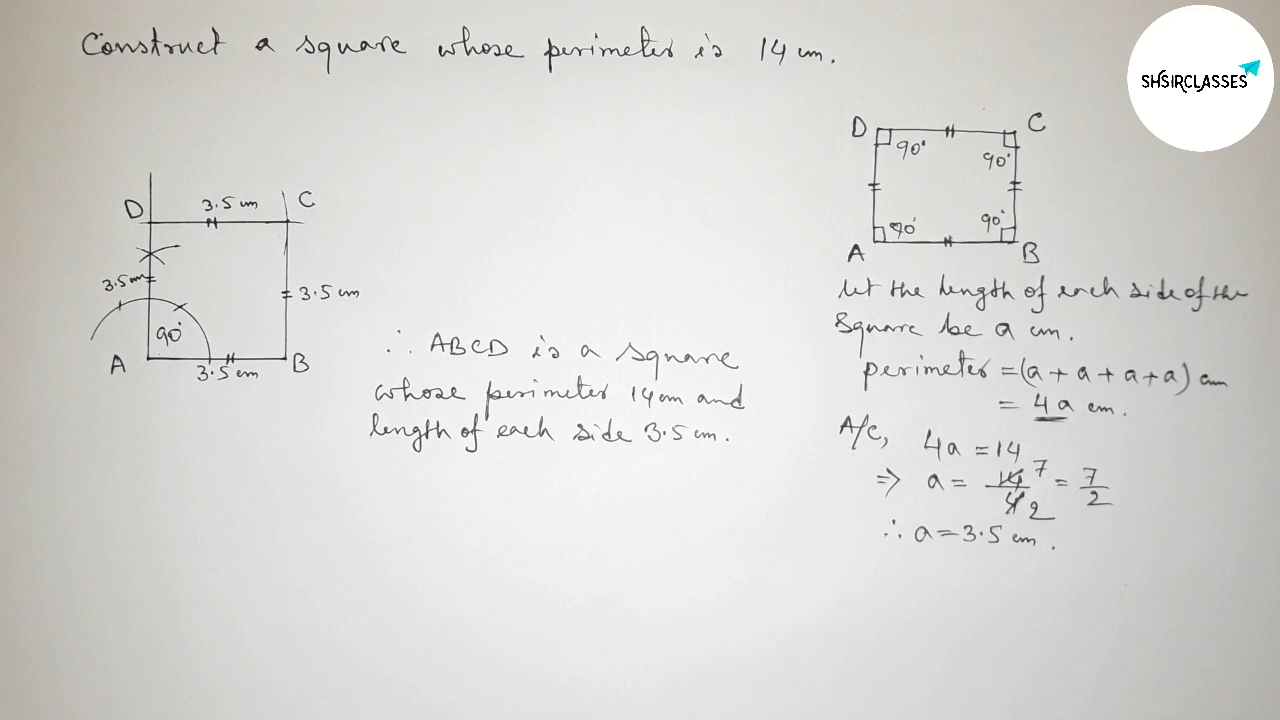 Construct a square whose perimeter is 14 cm.
SHSIRCLASSES
D 3.5 cm C
3.5 cm
3.5 cm
90°
A 3.5 cm B
∴ ABCD is a square
whose perimeter 14cm and
length of each side 3.5 cm.
D C
90° 90°
90° 90°
A B
let the length of each side of the
square be a cm.
perimeter = (a + a + a + a) cm
= 4a cm.
A/c, 4a = 14
⇒ a = 14/4 7 2 = 7/2
∴ a = 3.5 cm.